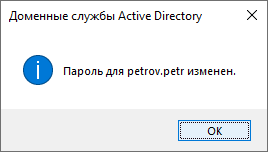 Доменные службы Active Directory
Пароль для petrov.petr изменен.
OK